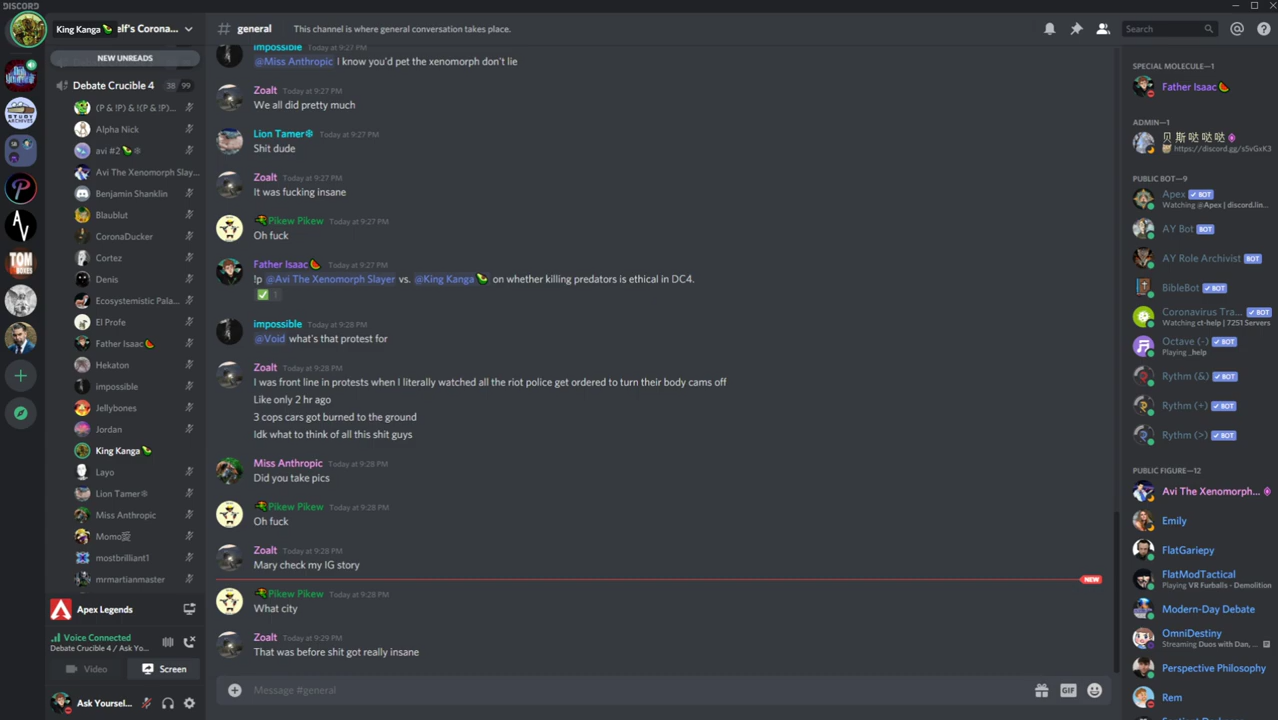 DISCORD
King Kanga
elf's Corona...
# general
This channel is where general conversation takes place.
Search
NEW UNREADS
Debate Crucible 4 38 99
(P & !P) & !(P & !P)...
Alpha Nick
avi #2
Avi The Xenomorph Slay...
Benjamin Shanklin
Blaublut
CoronaDucker
Cortez
Denis
Ecosystemistic Pala...
El Profe
Father Isaac
Hekaton
impossible
Jellybones
Jordan
King Kanga
Layo
Lion Tamer
Miss Anthropic
Momo
mostbrilliant1
mrmartianmaster
Apex Legends
Voice Connected
Debate Crucible 4 / Ask Yo...
Video
Screen
Ask Yoursel...
impossible Today at 9:27 PM
@Miss Anthropic I know you'd pet the xenomorph don't lie
Zoalt Today at 9:27 PM
We all did pretty much
Lion Tamer Today at 9:27 PM
Shit dude
Zoalt Today at 9:27 PM
It was fucking insane
Pikew Pikew Today at 9:27 PM
Oh fuck
Father Isaac Today at 9:27 PM
!p @Avi The Xenomorph Slayer vs. @King Kanga on whether killing predators is ethical in DC4.
1
impossible Today at 9:28 PM
@Void what's that protest for
Zoalt Today at 9:28 PM
I was front line in protests when I literally watched all the riot police get ordered to turn their body cams off
Like only 2 hr ago
3 cops cars got burned to the ground
Idk what to think of all this shit guys
Miss Anthropic Today at 9:28 PM
Did you take pics
Pikew Pikew Today at 9:28 PM
Oh fuck
Zoalt Today at 9:28 PM
Mary check my IG story
NEW
Pikew Pikew Today at 9:28 PM
What city
Zoalt Today at 9:29 PM
That was before shit got really insane
Message #general
GIF
SPECIAL MOLECULE—1
Father Isaac
ADMIN—1
贝斯哒哒哒
https://discord.gg/sSvGxK3
PUBLIC BOT—9
Apex BOT
Watching @Apex | discord.lin...
AY Bot BOT
AY Role Archivist BOT
BibleBot BOT
Coronavirus Tra... BOT
Watching ct-help | 7251 Servers
Octave (-) BOT
Playing _help
Rythm (&) BOT
Rythm (+) BOT
Rythm (>) BOT
PUBLIC FIGURE—12
Avi The Xenomorph...
Emily
FlatGariepy
FlatModTactical
Playing VR Furballs - Demolition
Modern-Day Debate
OmniDestiny
Streaming Duos with Dan, ...
Perspective Philosophy
Rem